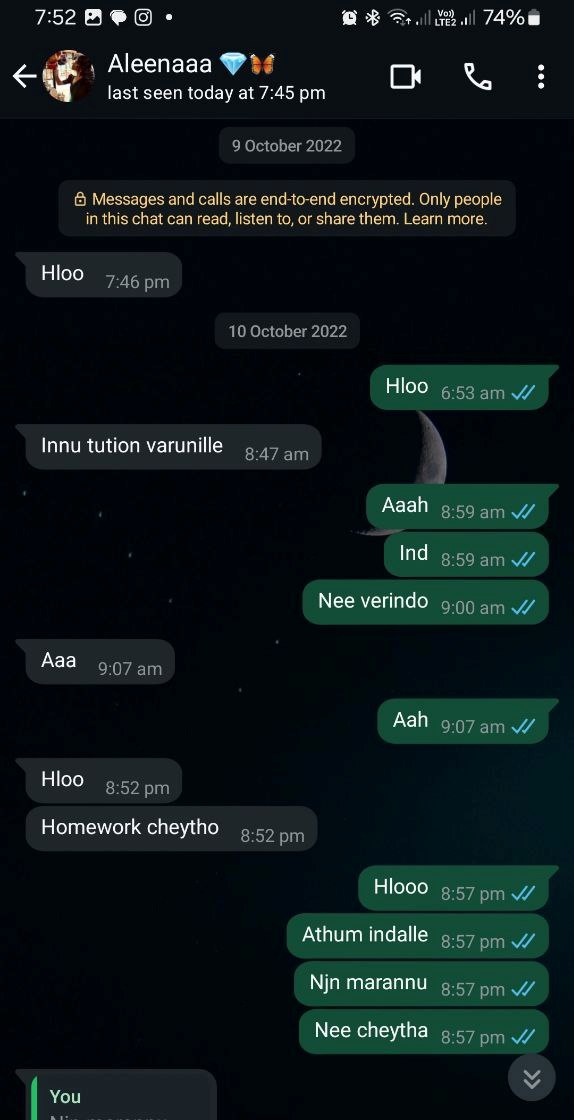 7:52
Vo))
LTE2
74%
Aleenaaa 💎🦋
last seen today at 7:45 pm
9 October 2022
Messages and calls are end-to-end encrypted. Only people
in this chat can read, listen to, or share them. Learn more.
Hloo 7:46 pm
10 October 2022
Hloo 6:53 am
Innu tution varunille 8:47 am
Aaah 8:59 am
Ind 8:59 am
Nee verindo 9:00 am
Aaa 9:07 am
Aah 9:07 am
Hloo 8:52 pm
Homework cheytho 8:52 pm
Hlooo 8:57 pm
Athum indalle 8:57 pm
Njn marannu 8:57 pm
Nee cheytha 8:57 pm
You